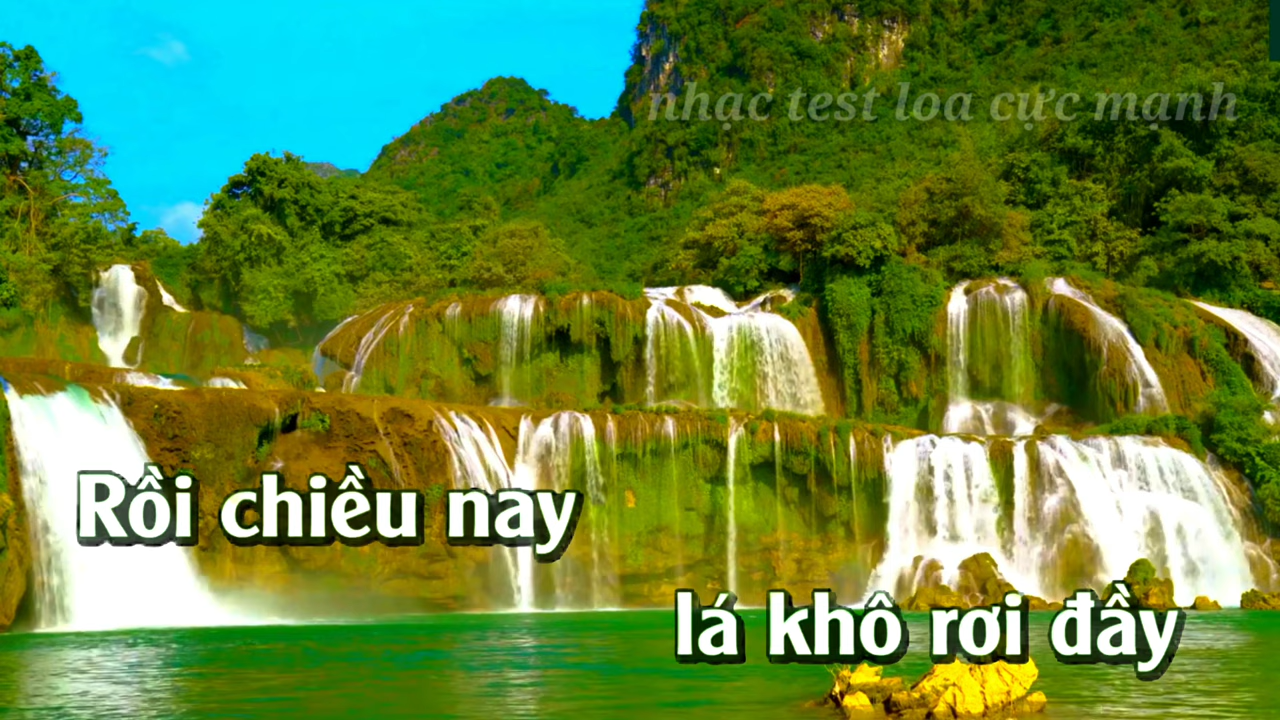 nhạc test loa cực mạnh
Rồi chiều nay
lá khô rơi đầy